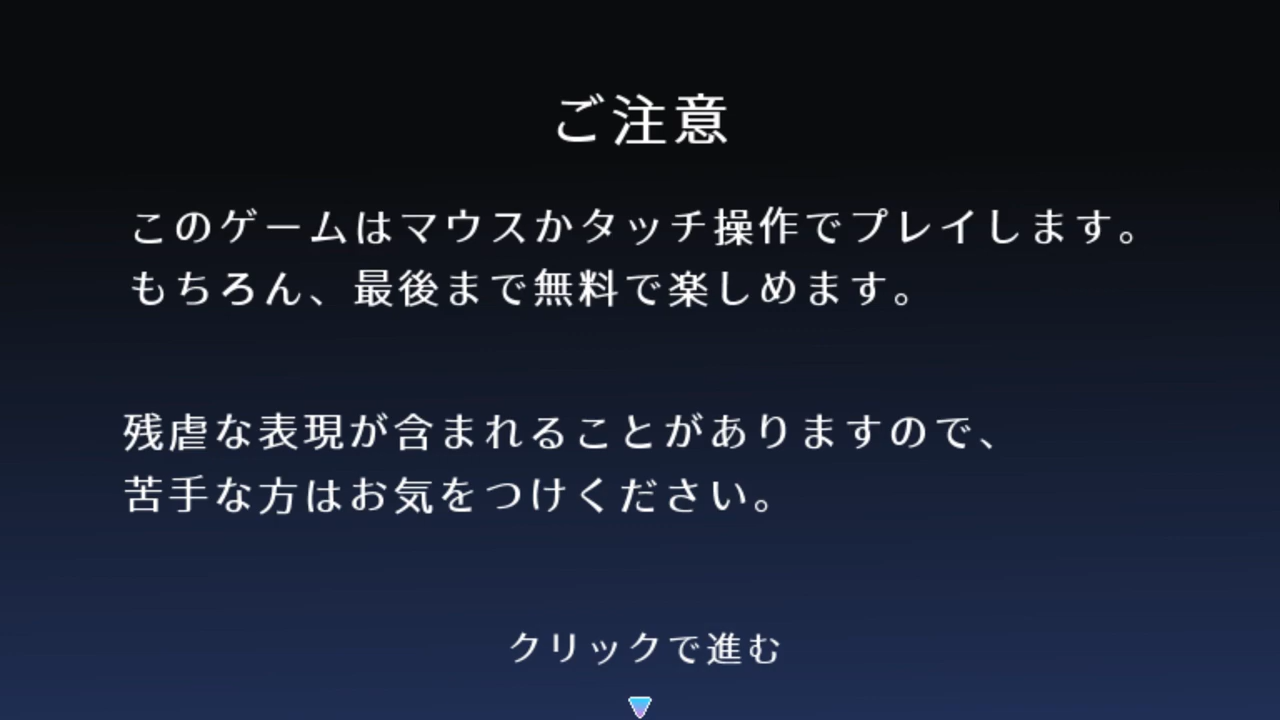 ご注意
このゲームはマウスかタッチ操作でプレイします。
もちろん、最後まで無料で楽しめます。
残虐な表現が含まれることがありますので、
苦手な方はお気をつけください。
クリックで進む